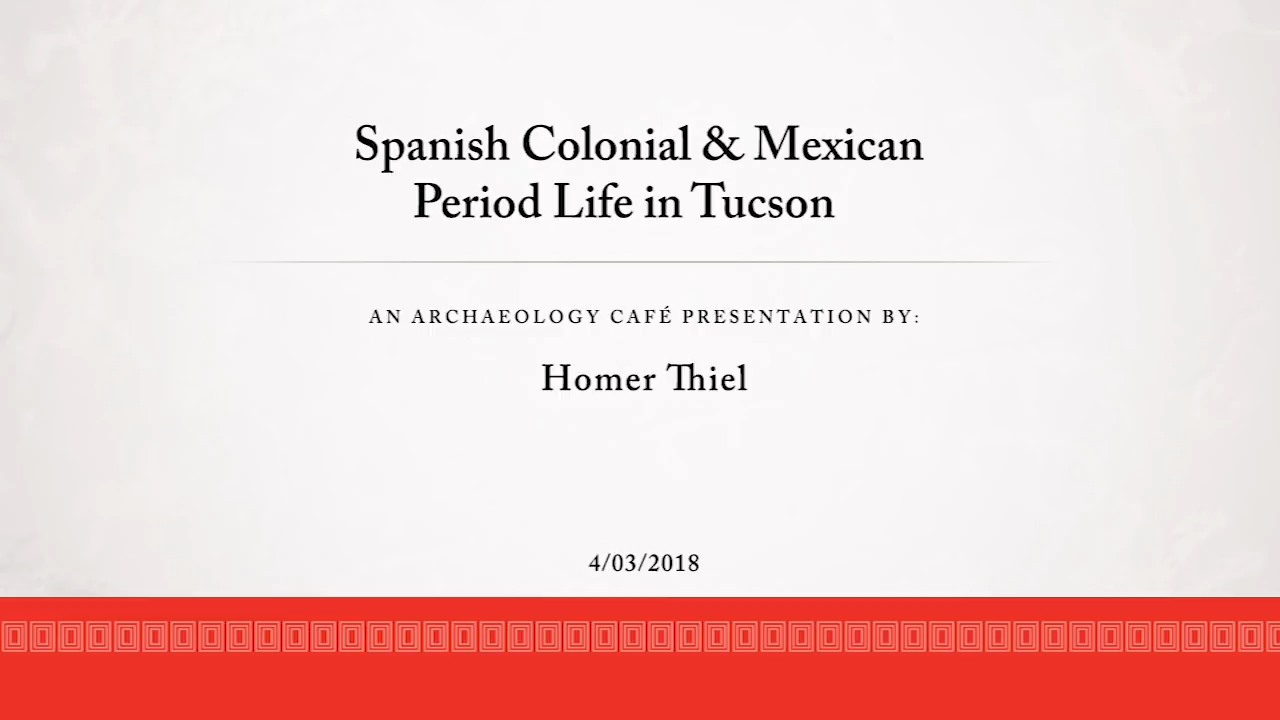 Spanish Colonial & Mexican
Period Life in Tucson
AN ARCHAEOLOGY CAFÉ PRESENTATION BY:
Homer Thiel
4/03/2018